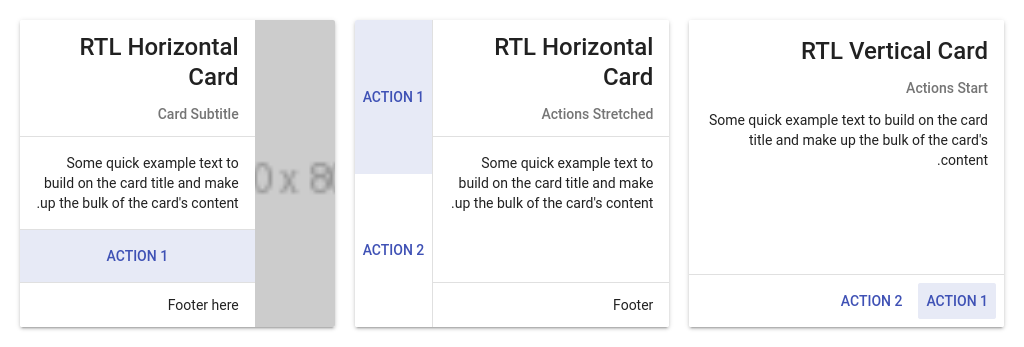 RTL Horizontal
Card
Card Subtitle
Some quick example text to
build on the card title and make
.up the bulk of the card's content
ACTION 1
Footer here
0 x 80
ACTION 1
ACTION 2
RTL Horizontal
Card
Actions Stretched
Some quick example text to
build on the card title and make
.up the bulk of the card's content
Footer
RTL Vertical Card
Actions Start
Some quick example text to build on the card
title and make up the bulk of the card's
.content
ACTION 2
ACTION 1